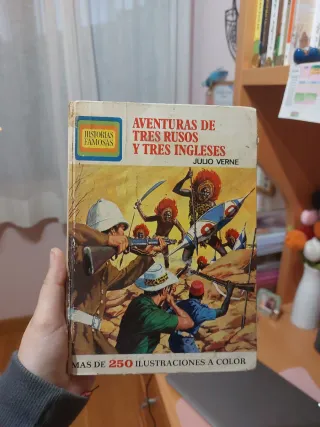 HISTORIAS
FAMOSAS
AVENTURAS DE
TRES RUSOS
Y TRES INGLESES
JULIO VERNE
MAS DE 250 ILUSTRACIONES A COLOR